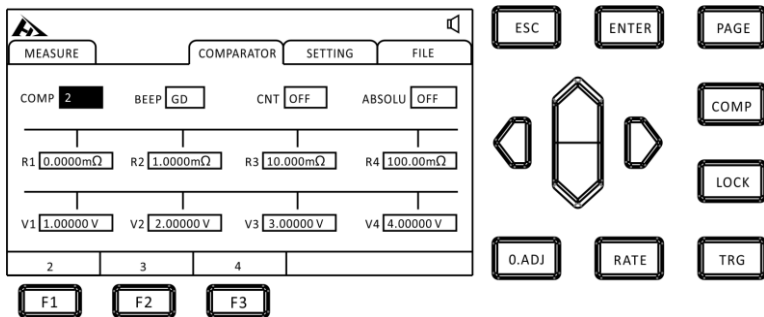 ESC ENTER PAGE
MEASURE COMPARATOR SETTING FILE
COMP 2 BEEP GD CNT OFF ABSOLU OFF
COMP
R1 0.0000mΩ R2 1.0000mΩ R3 10.000mΩ R4 100.00mΩ
LOCK
V1 1.00000 V V2 2.00000 V V3 3.00000 V V4 4.00000 V
2 3 4
0.ADJ RATE TRG
F1 F2 F3